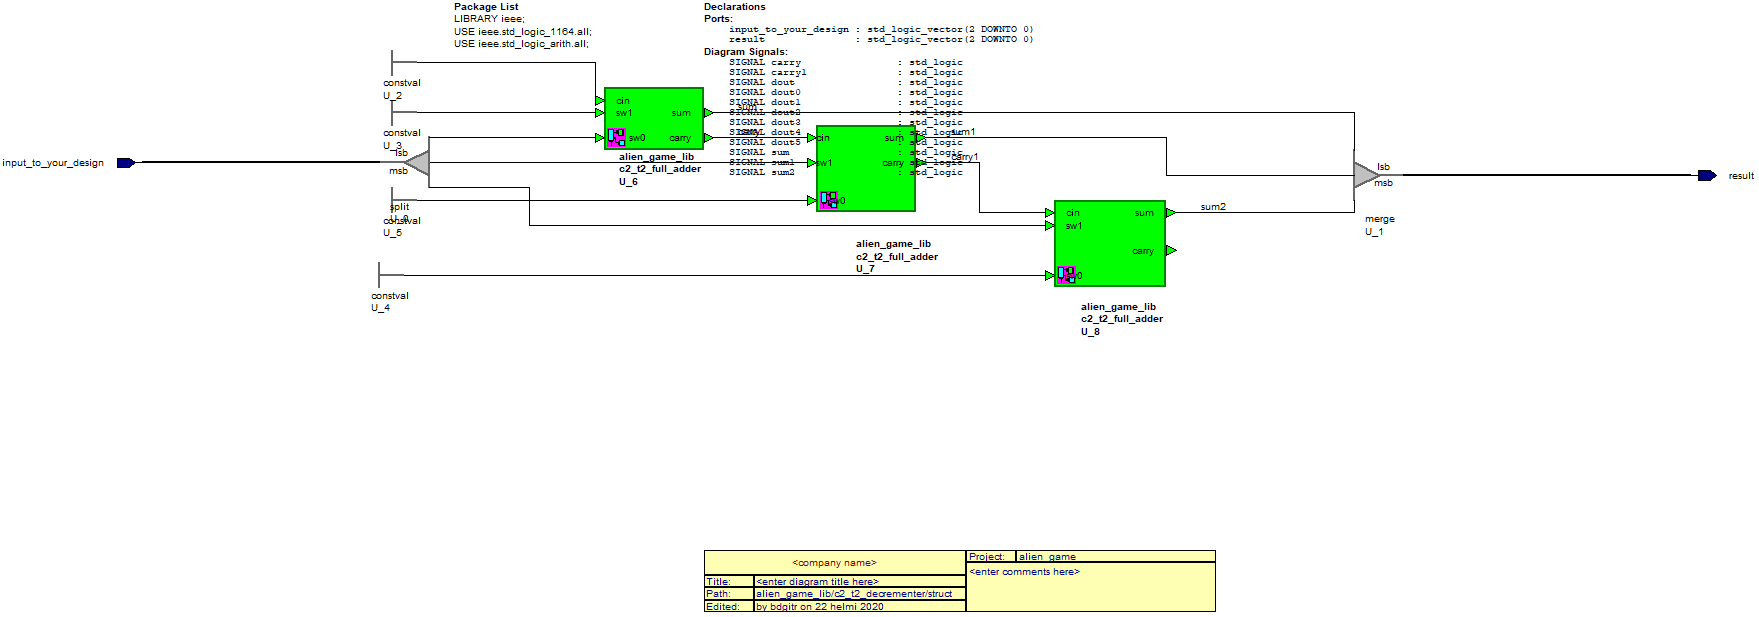 Package List
LIBRARY ieee;
USE ieee.std_logic_1164.all;
USE ieee.std_logic_arith.all;
Declarations
Ports:
input_to_your_design : std_logic_vector(2 DOWNTO 0)
result : std_logic_vector(2 DOWNTO 0)
Diagram Signals:
SIGNAL carry : std_logic
SIGNAL carry1 : std_logic
SIGNAL dout : std_logic
SIGNAL dout0 : std_logic
SIGNAL dout1 : std_logic
SIGNAL dout2 : std_logic
SIGNAL dout3 : std_logic
SIGNAL dout4 : std_logic
SIGNAL dout5 : std_logic
SIGNAL sum : std_logic
SIGNAL sum1 : std_logic
SIGNAL sum2 : std_logic
constval
U_2
constval
U_3
cin
sw1
sw0
sum
carry
sum
carry
alien_game_lib
c2_t2_full_adder
U_6
input_to_your_design
lsb
msb
split
U_9
constval
U_5
cin
sw1
sw0
sum
carry
sum1
carry1
alien_game_lib
c2_t2_full_adder
U_7
constval
U_4
cin
sw1
sw0
sum
carry
sum2
alien_game_lib
c2_t2_full_adder
U_8
lsb
msb
merge
U_1
result
<company name>
Title: <enter diagram title here>
Path: alien_game_lib/c2_t2_decrementer/struct
Edited: by bdgitr on 22 helmi 2020
Project: alien_game
<enter comments here>